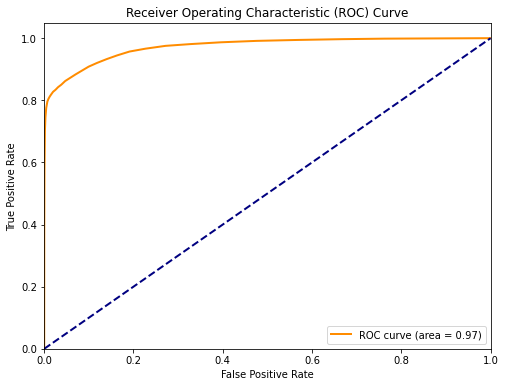 Receiver Operating Characteristic (ROC) Curve
True Positive Rate
1.0
0.8
0.6
0.4
0.2
0.0
0.0 0.2 0.4 0.6 0.8 1.0
False Positive Rate
ROC curve (area = 0.97)